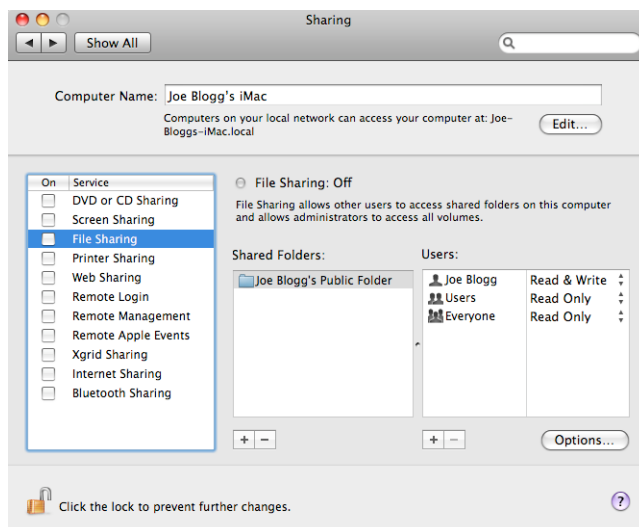 Sharing
Show All
Computer Name: Joe Blogg's iMac
Computers on your local network can access your computer at: Joe-
Bloggs-iMac.local
Edit...
On Service
DVD or CD Sharing
Screen Sharing
File Sharing
Printer Sharing
Web Sharing
Remote Login
Remote Management
Remote Apple Events
Xgrid Sharing
Internet Sharing
Bluetooth Sharing
File Sharing: Off
File Sharing allows other users to access shared folders on this computer
and allows administrators to access all volumes.
Shared Folders:
Joe Blogg's Public Folder
Users:
Joe Blogg Read & Write
Users Read Only
Everyone Read Only
+ −
+ −
Options...
Click the lock to prevent further changes.
?